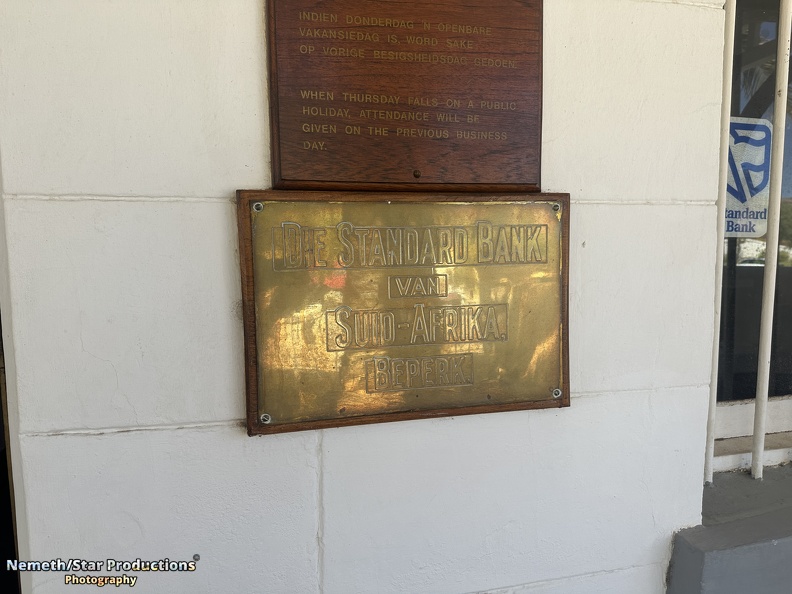 INDIEN DONDERDAG 'N OPENBARE
VAKANSIEDAG IS, WORD SAKE
OP VORIGE BESIGHEIDSDAG GEDOEN.
WHEN THURSDAY FALLS ON A PUBLIC
HOLIDAY, ATTENDANCE WILL BE
GIVEN ON THE PREVIOUS BUSINESS
DAY.
DIE STANDARD BANK
VAN
SUID-AFRIKA.
BEPERK
Standard
Bank
Nemeth/Star Productions
Photography